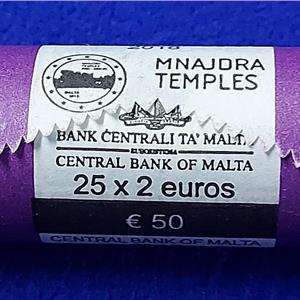 2018
MNAJDRA
TEMPLES
BANK ĊENTRALI TA' MALTA
EUROSISTEMA
CENTRAL BANK OF MALTA
25 x 2 euros
€ 50
CENTRAL BANK OF MALTA